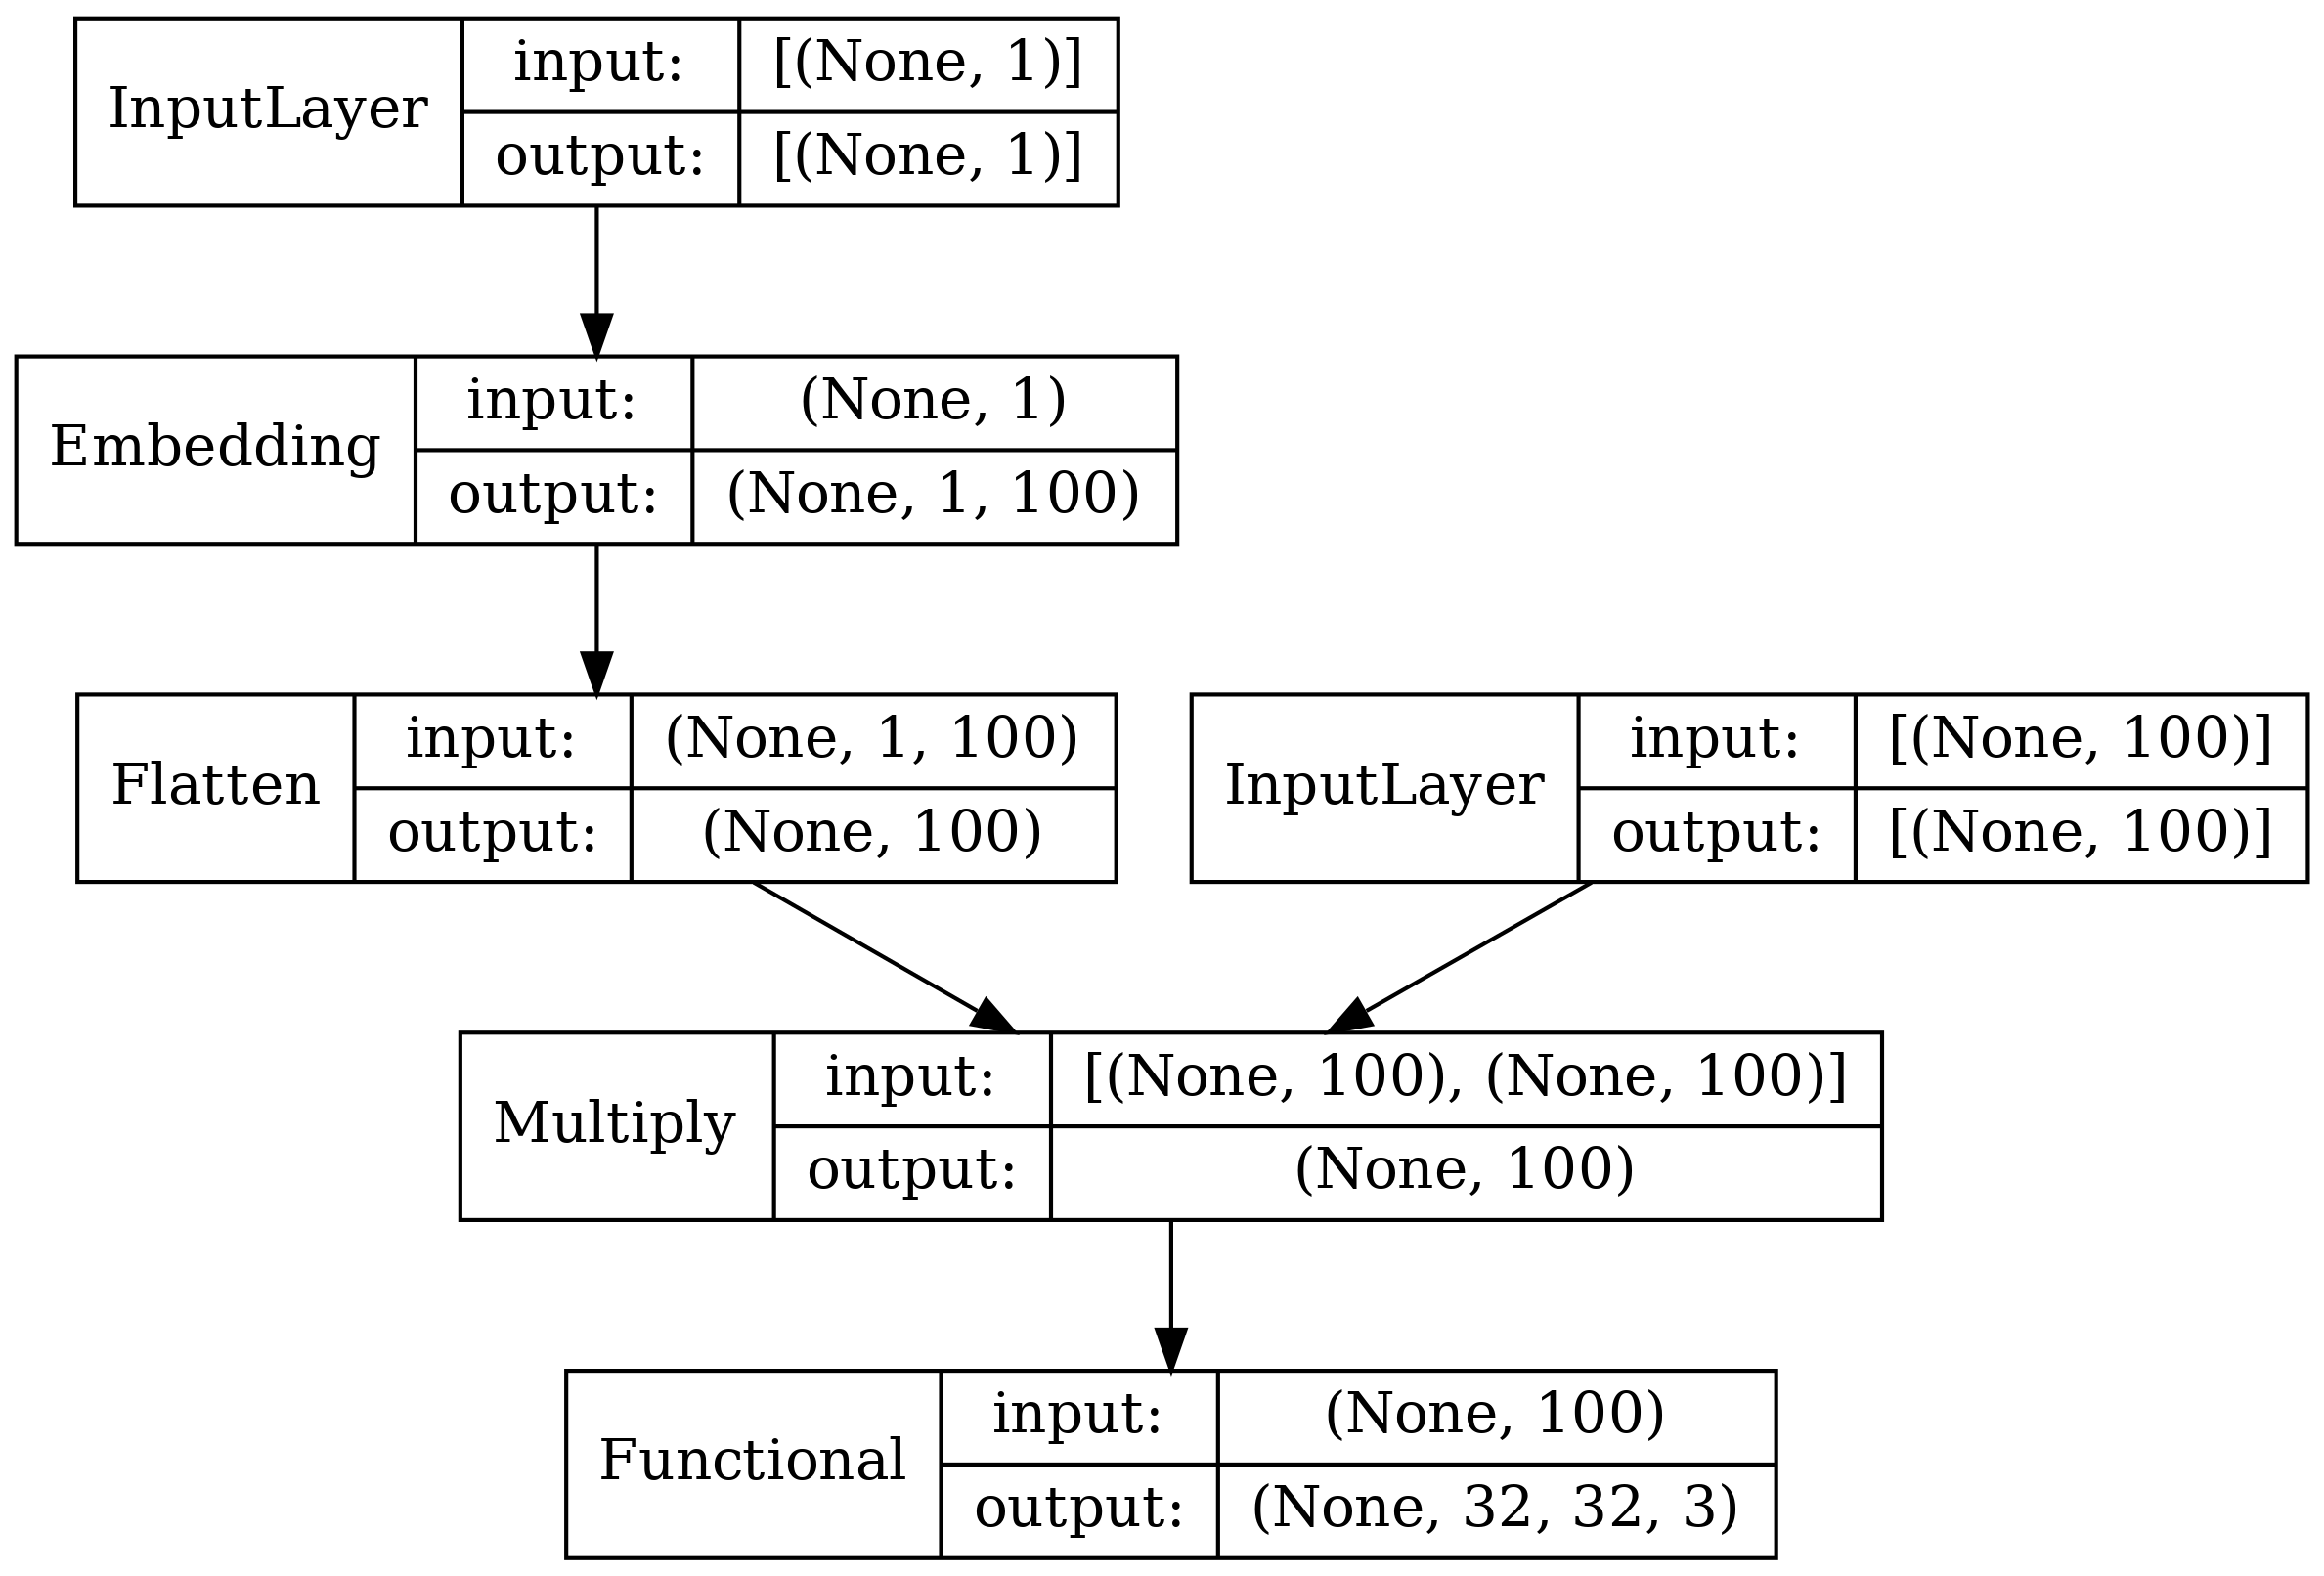 InputLayer
input: [(None, 1)]
output: [(None, 1)]
Embedding
input: (None, 1)
output: (None, 1, 100)
Flatten
input: (None, 1, 100)
output: (None, 100)
InputLayer
input: [(None, 100)]
output: [(None, 100)]
Multiply
input: [(None, 100), (None, 100)]
output: (None, 100)
Functional
input: (None, 100)
output: (None, 32, 32, 3)